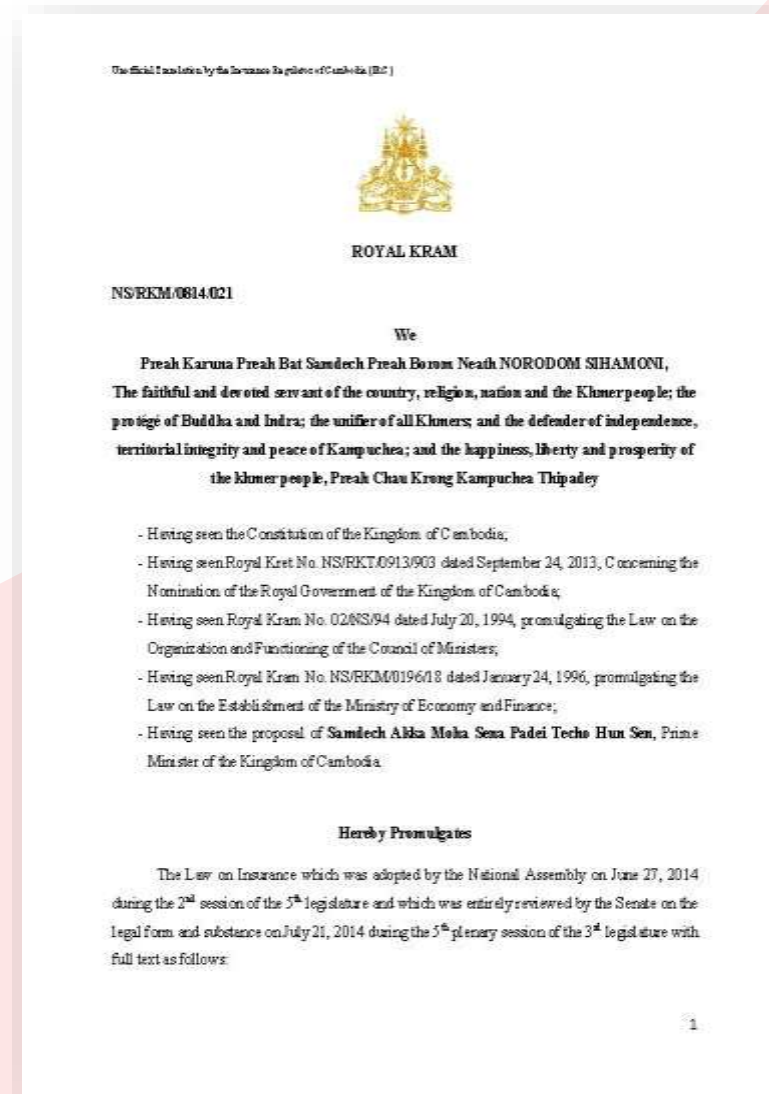 Unofficial Translation by the Insurance Regulator of Cambodia (IRC)
ROYAL KRAM
NS/RKM/0814/021
We
Preah Karuna Preah Bat Samdech Preah Borom Neath NORODOM SIHAMONI,
The faithful and devoted servant of the country, religion, nation and the Khmer people; the
protégé of Buddha and Indra; the unifier of all Khmers; and the defender of independence,
territorial integrity and peace of Kampuchea; and the happiness, liberty and prosperity of
the khmer people, Preah Chau Krong Kampuchea Thipadey
- Having seen the Constitution of the Kingdom of Cambodia;
- Having seen Royal Kret No. NS/RKT/0913/903 dated September 24, 2013, Concerning the
Nomination of the Royal Government of the Kingdom of Cambodia;
- Having seen Royal Kram No. 02/NS/94 dated July 20, 1994, promulgating the Law on the
Organization and Functioning of the Council of Ministers;
- Having seen Royal Kram No. NS/RKM/0196/18 dated January 24, 1996, promulgating the
Law on the Establishment of the Ministry of Economy and Finance;
- Having seen the proposal of Samdech Akka Moha Sena Padei Techo Hun Sen, Prime
Minister of the Kingdom of Cambodia
Hereby Promulgates
The Law on Insurance which was adopted by the National Assembly on June 27, 2014
during the 2nd session of the 5th legislature and which was entirely reviewed by the Senate on the
legal form and substance on July 21, 2014 during the 5th plenary session of the 3rd legislature with
full text as follows:
1